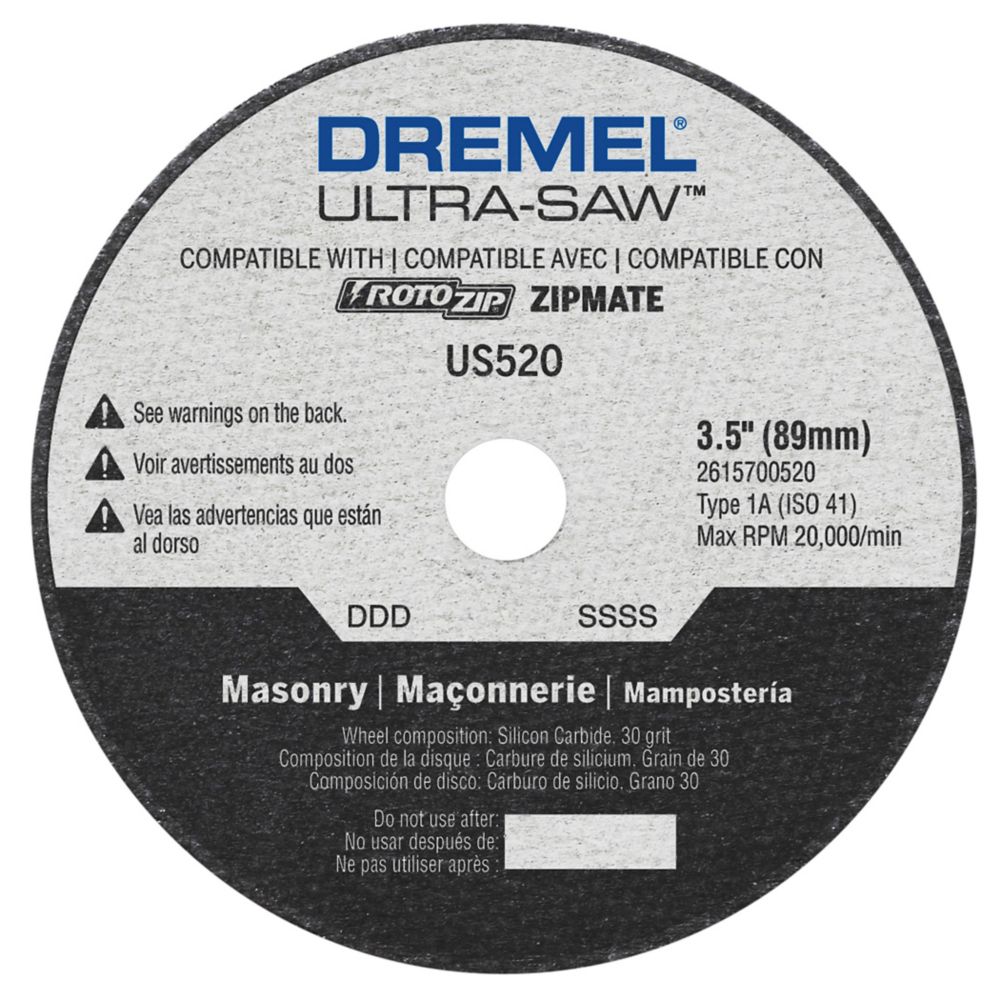 DREMEL®
ULTRA-SAW™
COMPATIBLE WITH | COMPATIBLE AVEC | COMPATIBLE CON
ROTOZIP ZIPMATE
US520
See warnings on the back.
Voir avertissements au dos
Vea las advertencias que están
al dorso
3.5" (89mm)
2615700520
Type 1A (ISO 41)
Max RPM 20,000/min
DDD SSSS
Masonry | Maçonnerie | Mampostería
Wheel composition: Silicon Carbide. 30 grit
Composition de la disque : Carbure de silicium. Grain de 30
Composición de disco: Carburo de silicio. Grano 30
Do not use after:
No usar después de:
Ne pas utiliser après :